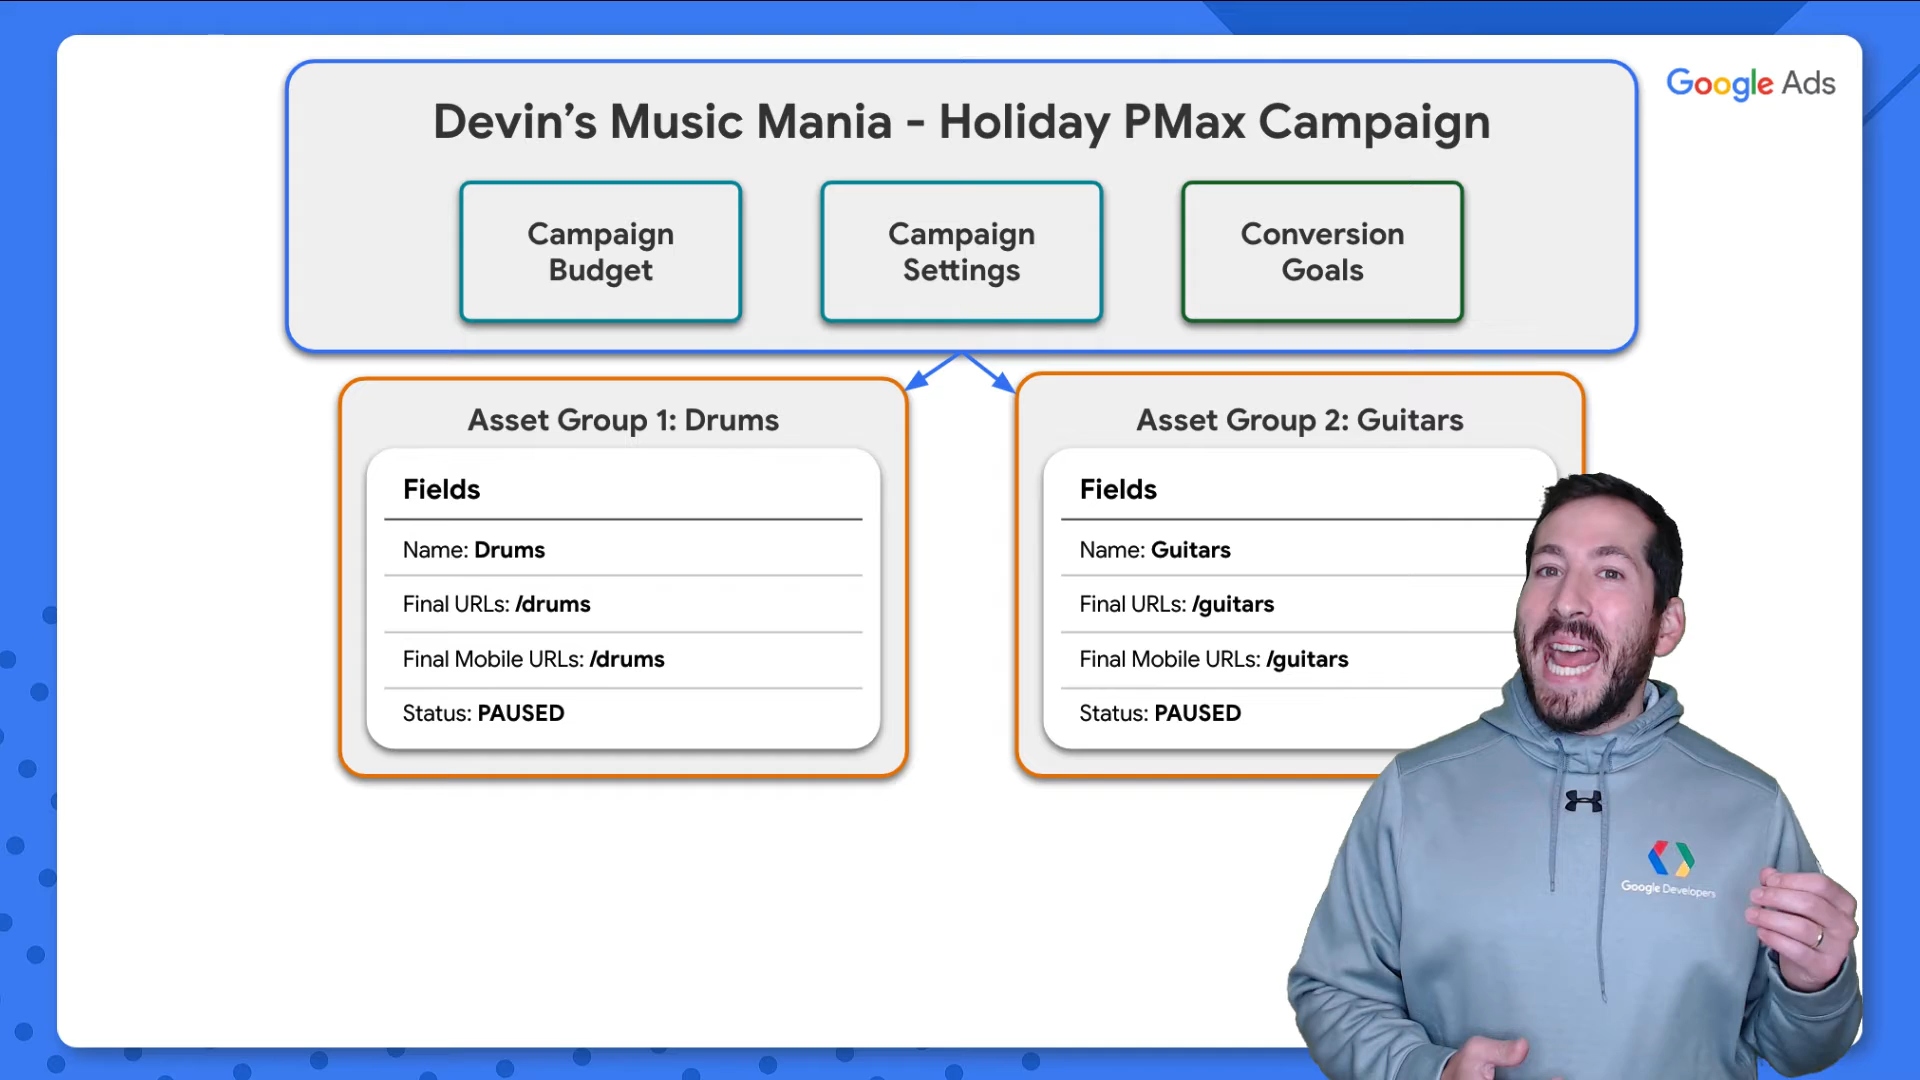 Google Ads
Devin’s Music Mania - Holiday PMax Campaign
Campaign
Budget
Campaign
Settings
Conversion
Goals
Asset Group 1: Drums
Fields
Name: Drums
Final URLs: /drums
Final Mobile URLs: /drums
Status: PAUSED
Asset Group 2: Guitars
Fields
Name: Guitars
Final URLs: /guitars
Final Mobile URLs: /guitars
Status: PAUSED
Google Developers